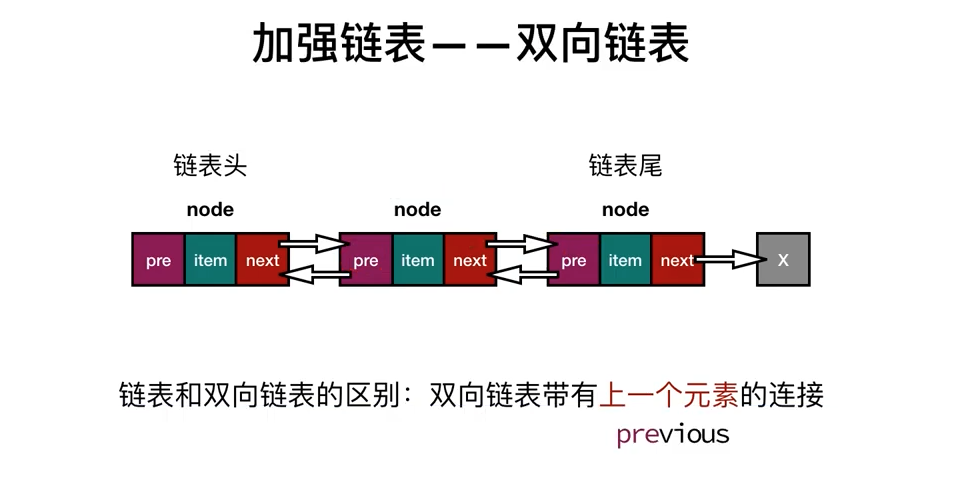 加强链表——双向链表
链表头 链表尾
node node node
pre item next pre item next pre item next X
链表和双向链表的区别：双向链表带有上一个元素的连接
previous